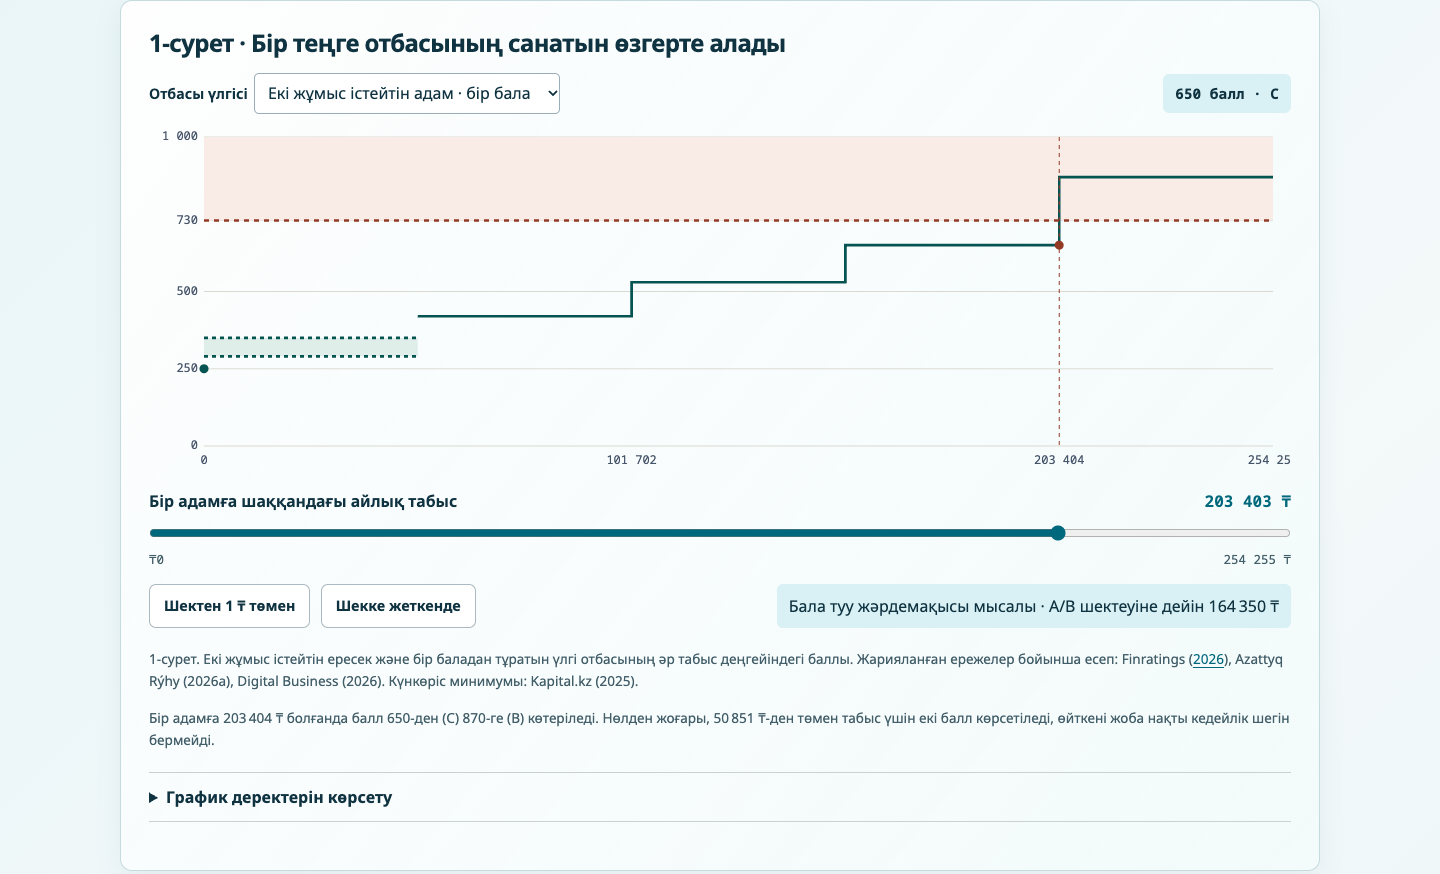 1-сурет · Бір теңге отбасының санатын өзгерте алады
Отбасы үлгісі
Екі жұмыс істейтін адам · бір бала
650 балл · C
1 000
730
500
250
0
0
101 702
203 404
254 25
Бір адамға шаққандағы айлық табыс
203 403 ₸
₸0
254 255 ₸
Шектен 1 ₸ төмен
Шекке жеткенде
Бала туу жәрдемақысы мысалы · A/B шектеуіне дейін 164 350 ₸
1-сурет. Екі жұмыс істейтін ересек және бір баладан тұратын үлгі отбасының әр табыс деңгейіндегі баллы. Жарияланған ережелер бойынша есеп: Finratings (2026), Azattyq
Rýhy (2026a), Digital Business (2026). Күнкөріс минимумы: Kapital.kz (2025).
Бір адамға 203 404 ₸ болғанда балл 650-ден (C) 870-ге (B) көтеріледі. Нөлден жоғары, 50 851 ₸-ден төмен табыс үшін екі балл көрсетіледі, өйткені жоба нақты кедейлік шегін
бермейді.
График деректерін көрсету